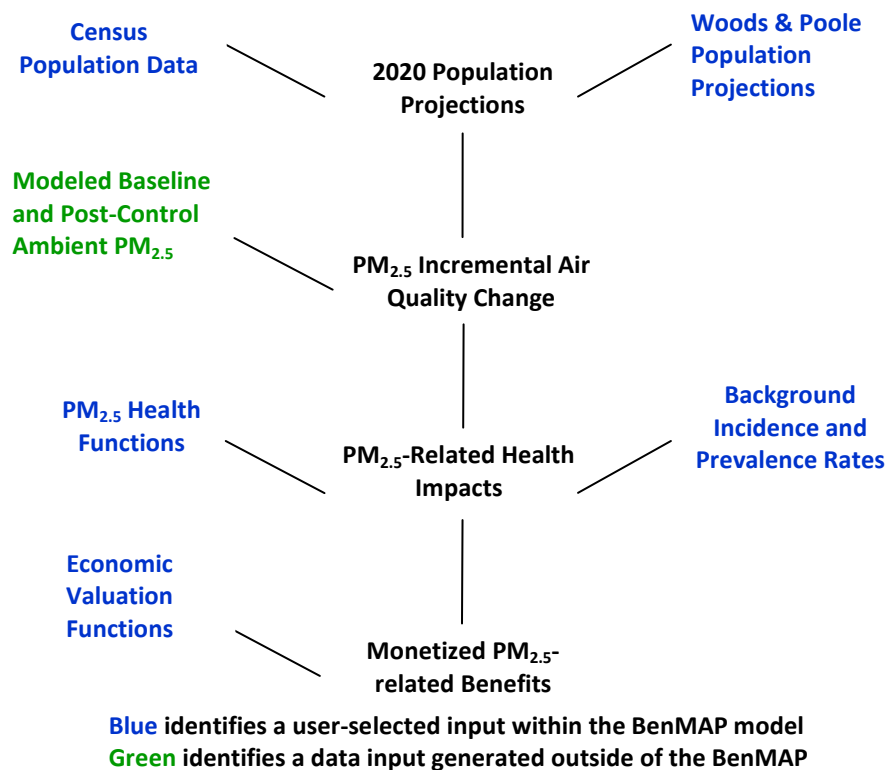 Census
Population Data
Woods & Poole
Population
Projections
2020 Population
Projections
Modeled Baseline
and Post-Control
Ambient PM₂.₅
PM₂.₅ Incremental Air
Quality Change
PM₂.₅ Health
Functions
Background
Incidence and
Prevalence Rates
PM₂.₅-Related Health
Impacts
Economic
Valuation
Functions
Monetized PM₂.₅-
related Benefits
Blue identifies a user-selected input within the BenMAP model
Green identifies a data input generated outside of the BenMAP